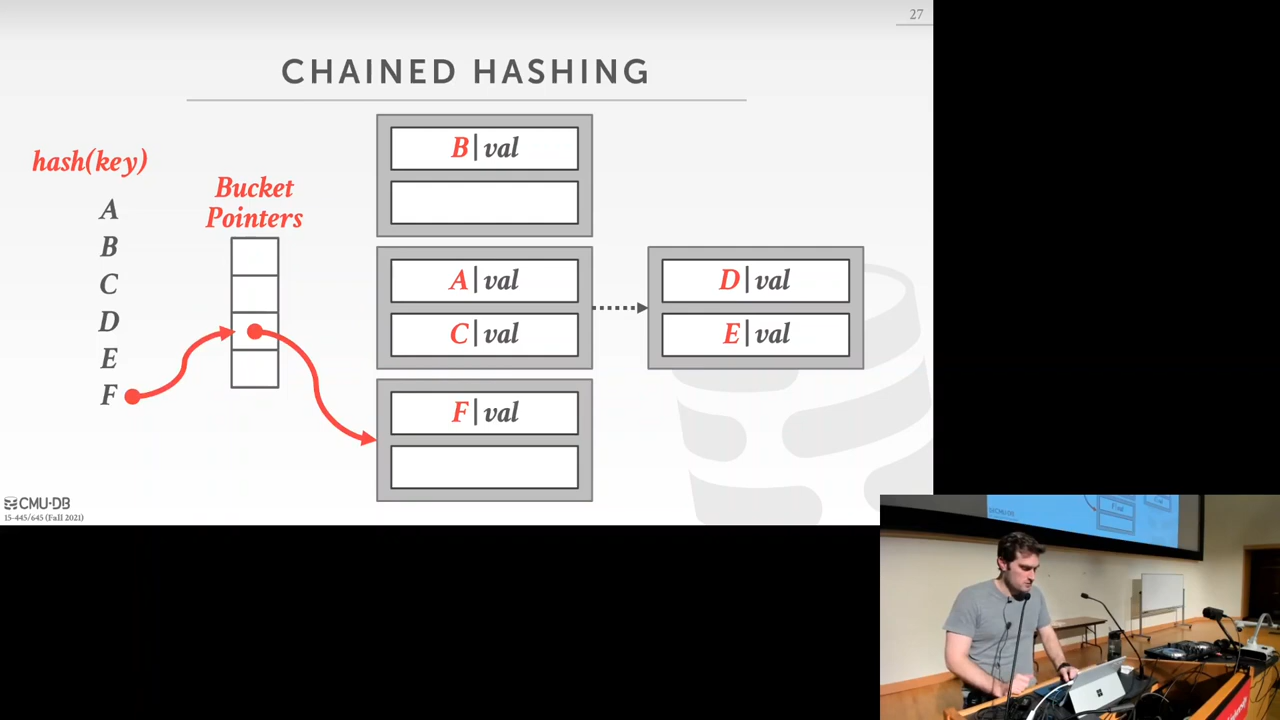 27
CHAINED HASHING
hash(key)
A
B
C
D
E
F
Bucket
Pointers
B|val
A|val
C|val
F|val
D|val
E|val
CMU·DB
15-445/645 (Fall 2021)